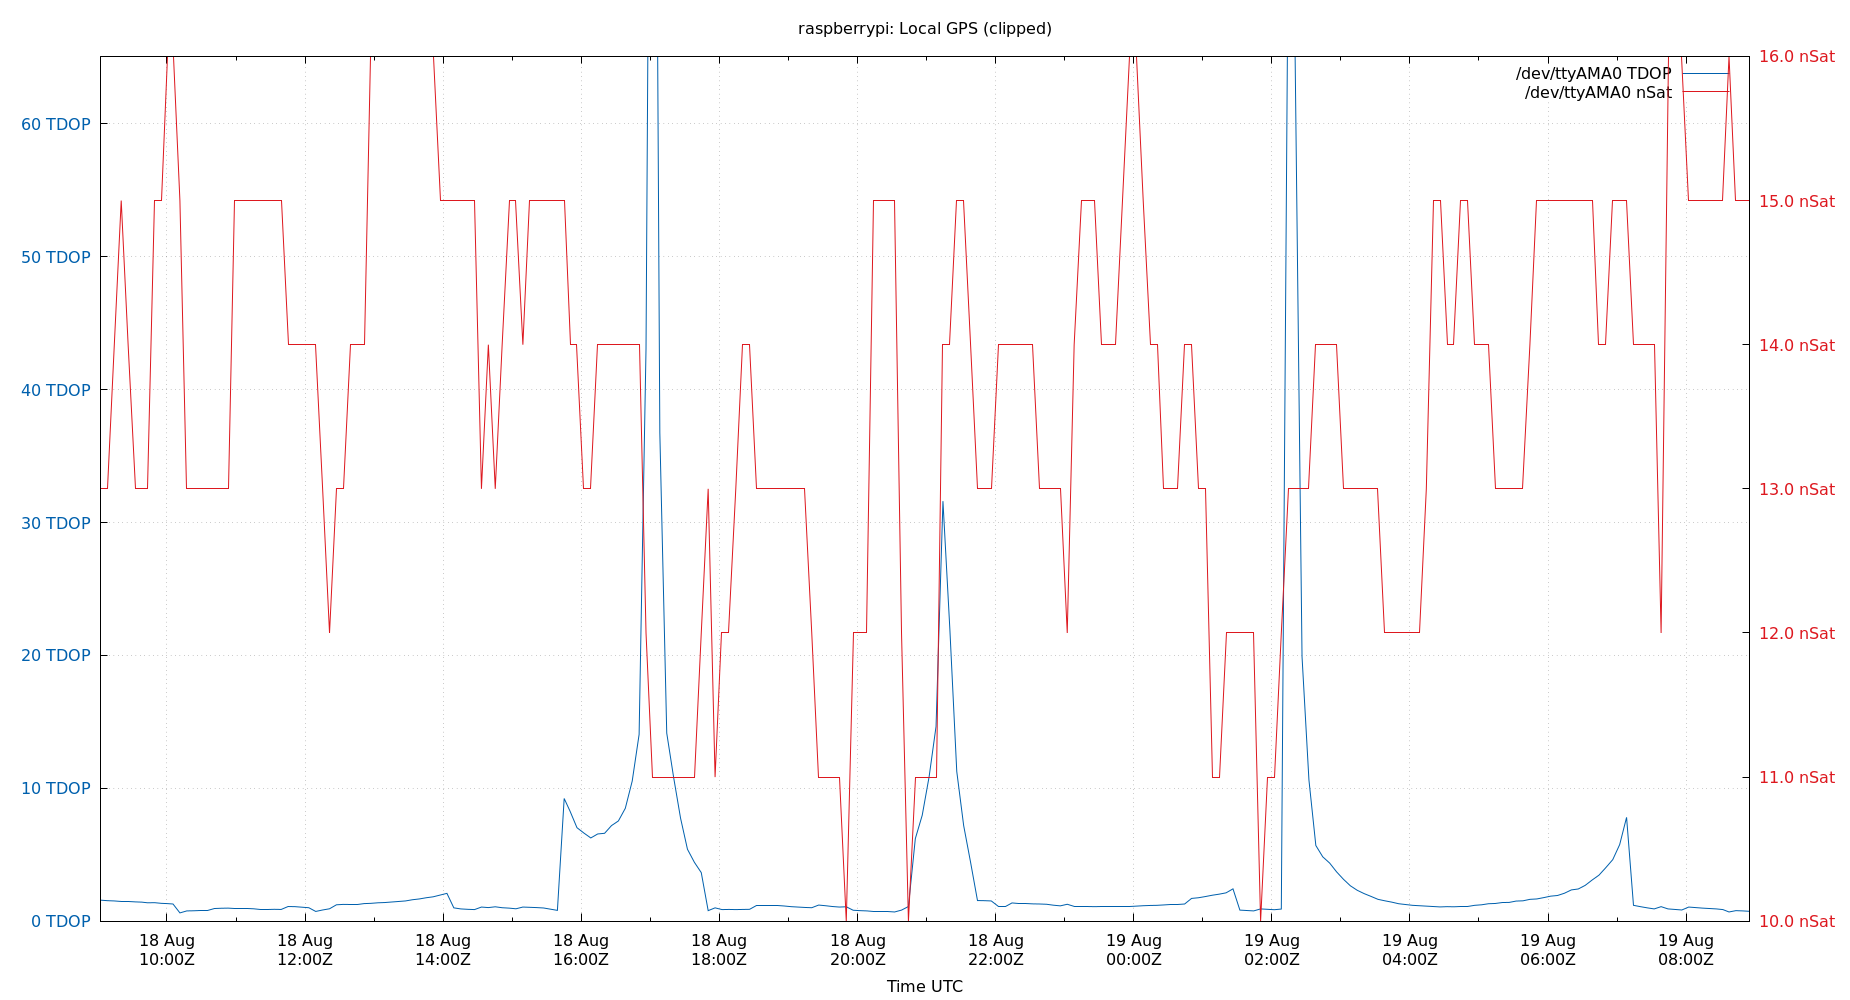 raspberrypi: Local GPS (clipped)
/dev/ttyAMA0 TDOP
/dev/ttyAMA0 nSat
60 TDOP
50 TDOP
40 TDOP
30 TDOP
20 TDOP
10 TDOP
0 TDOP
16.0 nSat
15.0 nSat
14.0 nSat
13.0 nSat
12.0 nSat
11.0 nSat
10.0 nSat
18 Aug
10:00Z
18 Aug
12:00Z
18 Aug
14:00Z
18 Aug
16:00Z
18 Aug
18:00Z
18 Aug
20:00Z
18 Aug
22:00Z
19 Aug
00:00Z
19 Aug
02:00Z
19 Aug
04:00Z
19 Aug
06:00Z
19 Aug
08:00Z
Time UTC